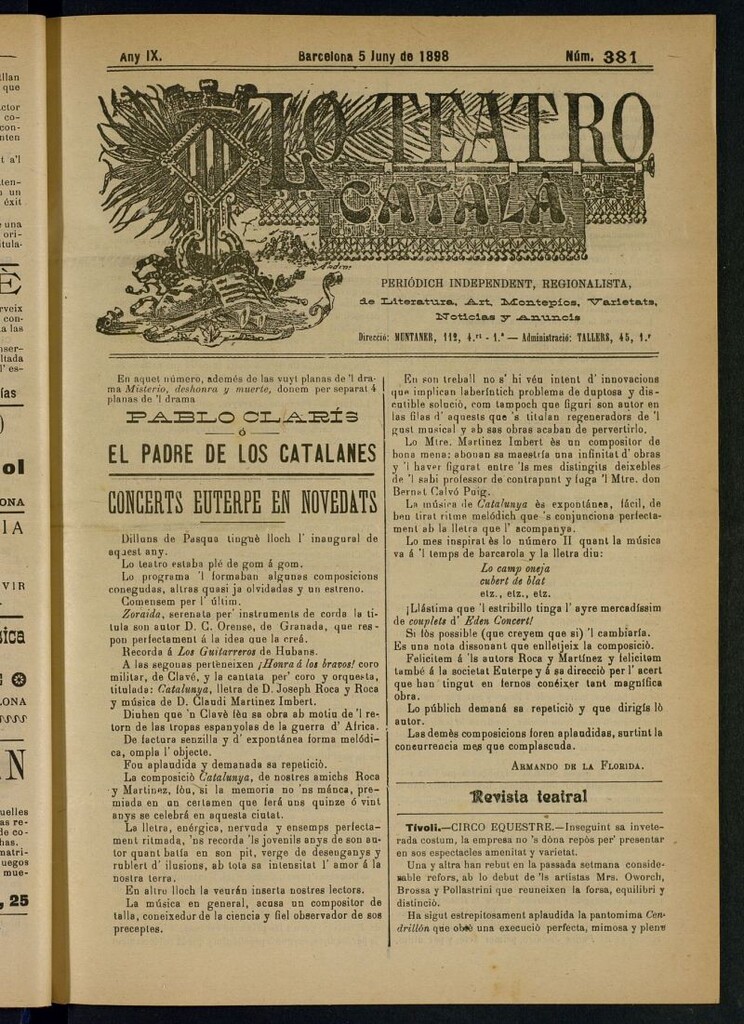 Any IX.
Barcelona 5 Juny de 1898
Núm. 381
LO TEATRO
CATALÀ
PERIÓDICH INDEPENDENT, REGIONALISTA,
de Literatura, Art, Montepíos, Varietats,
Noticias y Anuncis
Direcció: MUNTANER, 112, 4.rt - 1.ª — Administració: TALLERS, 45, 1.r
En aquet número, ademés de las vuyt planas de 'l dra-
ma Misterio, deshonra y muerte, donem per separat 4
planas de 'l drama
PABLO CLARÍS
Ó
EL PADRE DE LOS CATALANES
CONCERTS EUTERPE EN NOVEDATS
Dilluns de Pasqua tingué lloch l' inaugural de
aquest any.
Lo teatro estaba plé de gom á gom.
Lo programa 'l formaban algunas composicions
conegudas, altras quasi ja olvidadas y un estreno.
Comensem per l' últim.
Zoraida, serenata per' instruments de corda la ti-
tula son autor D. C. Orense, de Granada, que res-
pon perfectament á la idea que la creá.
Recorda á Los Guitarreros de Hubans.
A las segonas perteneixen ¡Honra á los bravos! coro
militar, de Clavé, y la cantata per' coro y orquesta,
titulada: Catalunya, lletra de D. Joseph Roca y Roca
y música de D. Claudi Martinez Imbert.
Diuhen que 'n Clavé féu sa obra ab motiu de 'l re-
torn de las tropas espanyolas de la guerra d' Africa.
De factura senzilla y d' expontánea forma melódi-
ca, ompla l' objecte.
Fou aplaudida y demanada sa repetició.
La composició Catalunya, de nostres amichs Roca
y Martinez, fóu, si la memoria no 'ns mánca, pre-
miada en un certamen que ferá uns quinze ó vint
anys se celebrá en aquesta ciutat.
La lletra, enérgica, nervuda y ensemps perfecta-
ment ritmada, 'ns recorda 'ls jovenils anys de son au-
tor quant batía en son pit, verge de desenganys y
rublert d' ilusions, ab tota sa intensitat l' amor á la
nostra terra.
En altre lloch la veurán inserta nostres lectors.
La música en general, acusa un compositor de
talla, coneixedor de la ciencia y fiel observador de sos
preceptes.
En son treball no s' hi véu intent d' innovacions
que implican laberíntich problema de duptosa y dis-
cutible solució, com tampoch que figuri son autor en
las filas d' aquests que 's titulan regeneradors de 'l
gust musical y ab sas obras acaban de pervertirlo.
Lo Mtre. Martinez Imbert és un compositor de
bona mena: abonan sa maestría una infinitat d' obras
y 'l haver figurat entre 'ls mes distingits deixebles
de 'l sabi professor de contrapunt y fuga 'l Mtre. don
Bernat Calvó Puig.
La música de Catalunya és expontánea, fácil, de
ben tirat ritme melódich que 's conjunciona perfecta-
ment ab la lletra que l' acompanya.
Lo mes inspirat és lo número II quant la música
va á 'l temps de barcarola y la lletra diu:
Lo camp oneja
cubert de blat
etz., etz., etz.
¡Llástima que 'l estribillo tinga l' ayre mercadíssim
de couplets d' Eden Concert!
Si fós possible (que creyem que si) 'l cambiaría.
Es una nota dissonant que enlletjeix la composició.
Felicitem á 'ls autors Roca y Martínez y felicitem
també á la societat Euterpe y á sa direcció per l' acert
que han tingut en fernos conéixer tant magnífica
obra.
Lo públich demaná sa repetició y que dirigís ló
autor.
Las demés composicions foren aplaudidas, surtint la
concurrencia mes que complascuda.
ARMANDO DE LA FLORIDA.
Revista teatral
Tívoli.—CIRCO EQUESTRE.—Inseguint sa invete-
rada costum, la empresa no 's dóna repós per' presentar
en sos espectacles amenitat y varietat.
Una y altra han rebut en la passada setmana conside-
rable refors, ab lo debut de 'ls artistas Mrs. Oworch,
Brossa y Pollastrini que reuneixen la forsa, equilibri y
distinció.
Ha sigut estrepitosament aplaudida la pantomima Cen-
drillón que obté una execució perfecta, mimosa y plena